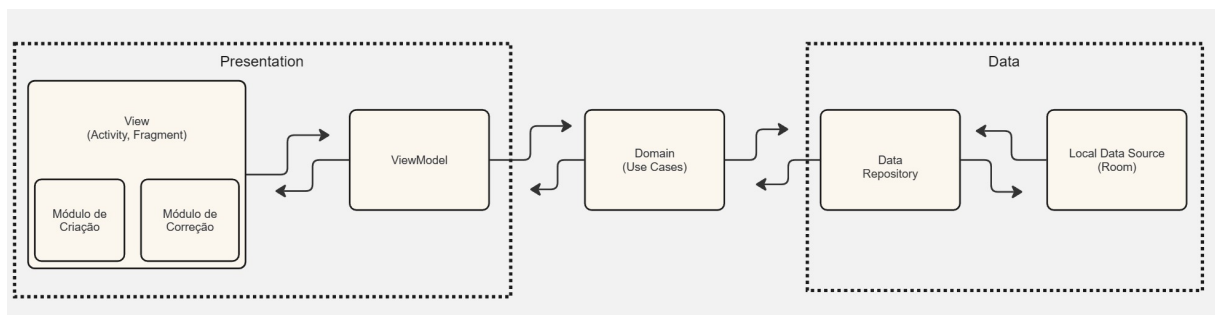 Presentation
View
(Activity, Fragment)
Módulo de
Criação
Módulo de
Correção
ViewModel
Domain
(Use Cases)
Data
Data
Repository
Local Data Source
(Room)